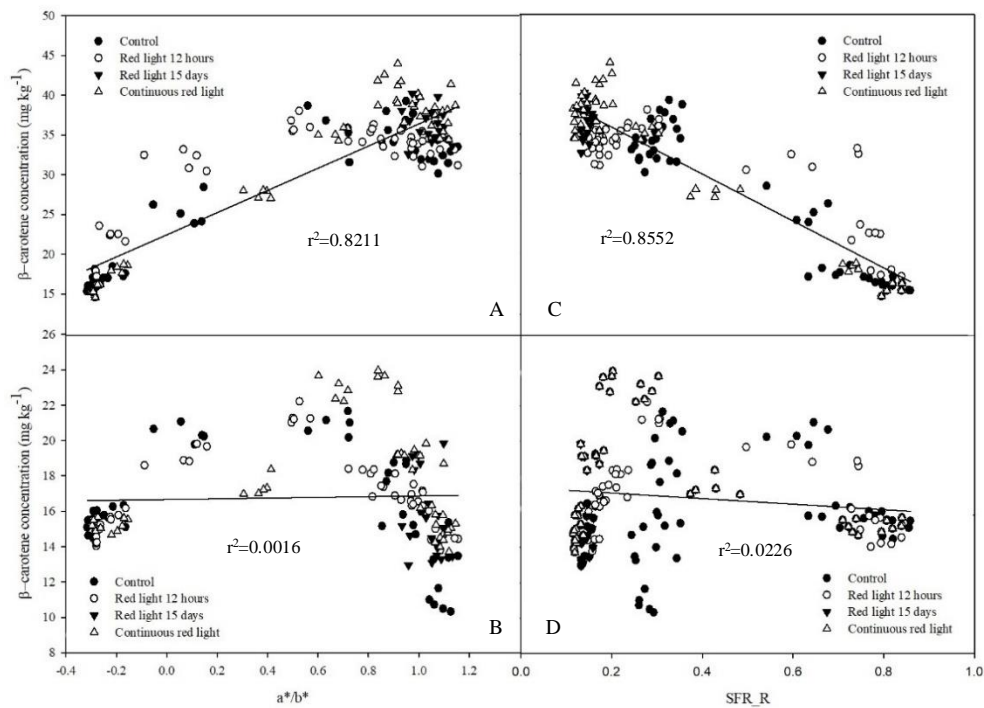 50
45
40
35
30
25
20
15
26
β-carotene concentration (mg kg-1)
Control
Red light 12 hours
Red light 15 days
Continuous red light
r2=0.8211
A
Control
Red light 12 hours
Red light 15 days
Continuous red light
r2=0.8552
C
24
22
20
18
16
14
12
10
8
β-carotene concentration (mg kg-1)
r2=0.0016
Control
Red light 12 hours
Red light 15 days
Continuous red light
B
r2=0.0226
Control
Red light 12 hours
Red light 15 days
Continuous red light
D
-0.4 -0.2 0.0 0.2 0.4 0.6 0.8 1.0 1.2
a*/b*
0.0 0.2 0.4 0.6 0.8 1.0
SFR_R